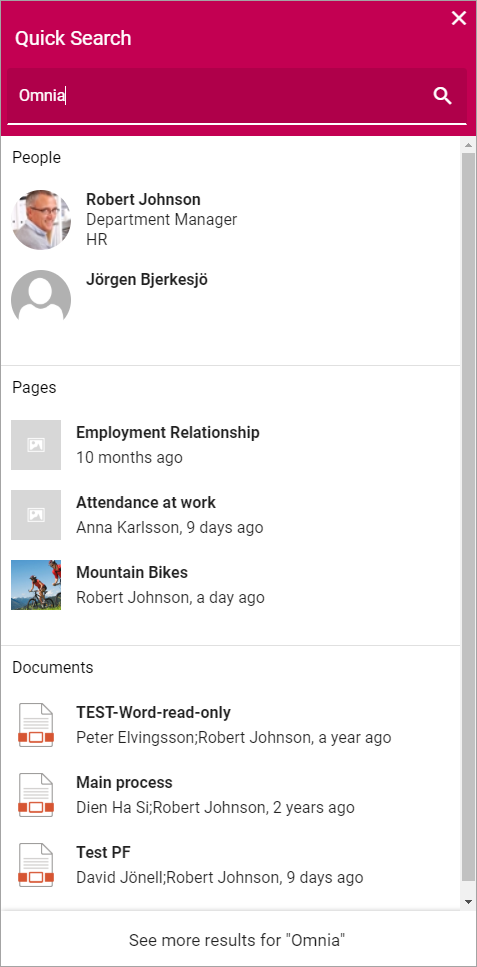 Quick Search
Omnia
People
Robert Johnson
Department Manager
HR
Jörgen Bjerkesjö
Pages
Employment Relationship
10 months ago
Attendance at work
Anna Karlsson, 9 days ago
Mountain Bikes
Robert Johnson, a day ago
Documents
TEST-Word-read-only
Peter Elvingsson;Robert Johnson, a year ago
Main process
Dien Ha Si;Robert Johnson, 2 years ago
Test PF
David Jönell;Robert Johnson, 9 days ago
See more results for "Omnia"